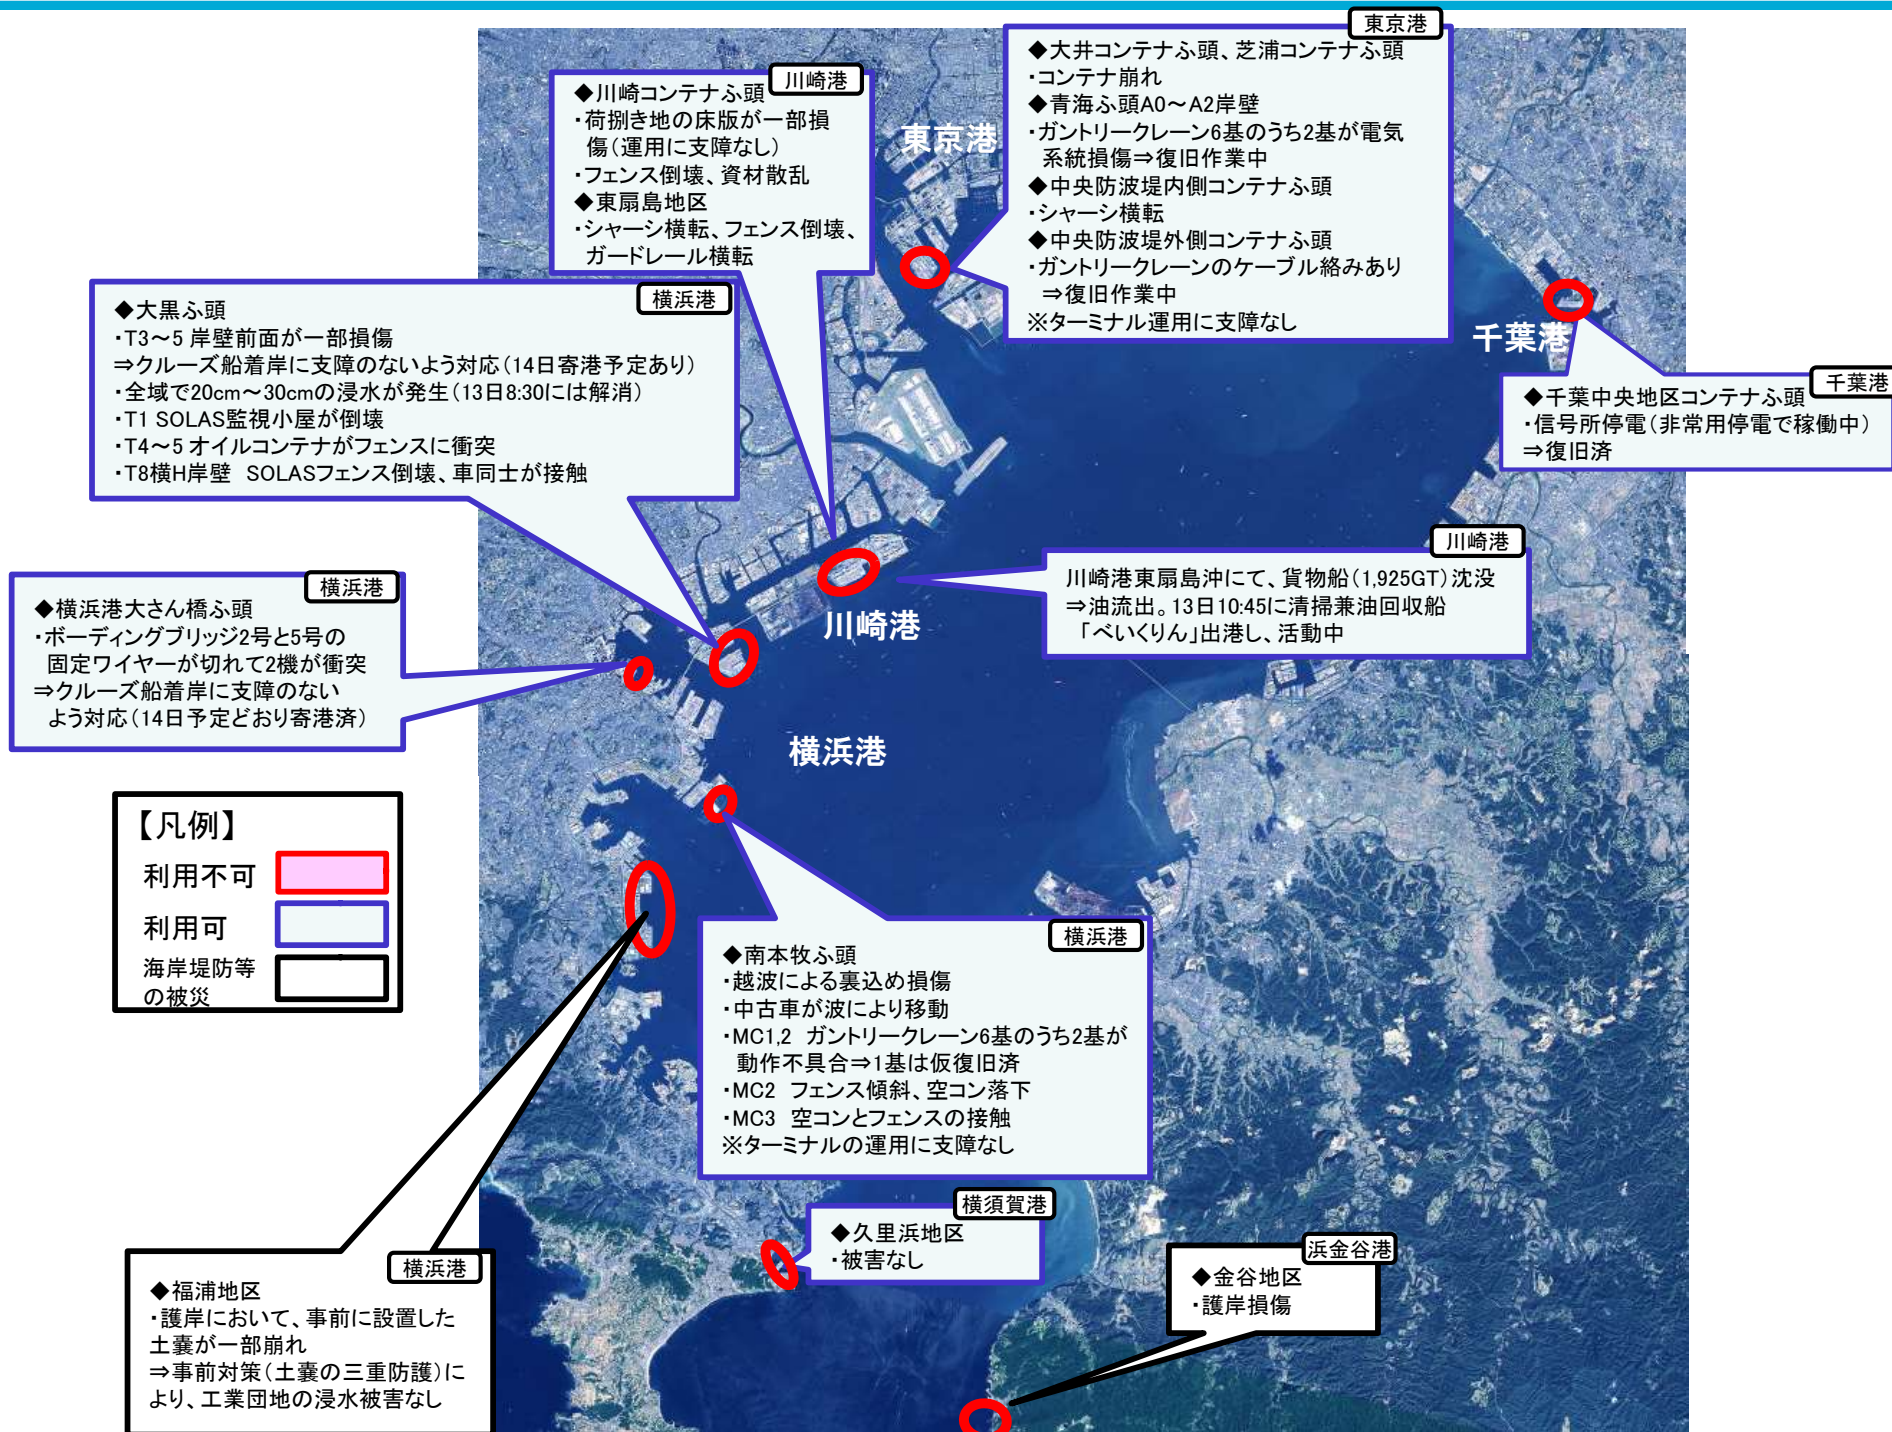 東京港
◆大井コンテナふ頭、芝浦コンテナふ頭
・コンテナ崩れ
◆青海ふ頭A0～A2岸壁
・ガントリークレーン6基のうち2基が電気
系統損傷⇒復旧作業中
◆中央防波堤内側コンテナふ頭
・シャーシ横転
◆中央防波堤外側コンテナふ頭
・ガントリークレーンのケーブル絡みあり
⇒復旧作業中
※ターミナル運用に支障なし
川崎港
◆川崎コンテナふ頭
・荷捌き地の床版が一部損
傷（運用に支障なし）
・フェンス倒壊、資材散乱
◆東扇島地区
・シャーシ横転、フェンス倒壊、
ガードレール横転
東京港
横浜港
◆大黒ふ頭
・T3～5 岸壁前面が一部損傷
⇒クルーズ船着岸に支障のないよう対応（14日寄港予定あり）
・全域で20cm～30cmの浸水が発生（13日8:30には解消）
・T1 SOLAS監視小屋が倒壊
・T4～5 オイルコンテナがフェンスに衝突
・T8横H岸壁 SOLASフェンス倒壊、車同士が接触
千葉港
千葉港
◆千葉中央地区コンテナふ頭
・信号所停電（非常用停電で稼働中）
⇒復旧済
川崎港
川崎港東扇島沖にて、貨物船（1,925GT）沈没
⇒油流出。13日10:45に清掃兼油回収船
「べいくりん」出港し、活動中
川崎港
横浜港
◆横浜港大さん橋ふ頭
・ボーディングブリッジ2号と5号の
固定ワイヤーが切れて2機が衝突
⇒クルーズ船着岸に支障のない
よう対応（14日予定どおり寄港済）
横浜港
【凡例】
利用不可
利用可
海岸堤防等
の被災
横浜港
◆南本牧ふ頭
・越波による裏込め損傷
・中古車が波により移動
・MC1,2 ガントリークレーン6基のうち2基が
動作不具合⇒1基は仮復旧済
・MC2 フェンス傾斜、空コン落下
・MC3 空コンとフェンスの接触
※ターミナルの運用に支障なし
横須賀港
◆久里浜地区
・被害なし
浜金谷港
◆金谷地区
・護岸損傷
横浜港
◆福浦地区
・護岸において、事前に設置した
土嚢が一部崩れ
⇒事前対策（土嚢の三重防護）に
より、工業団地の浸水被害なし